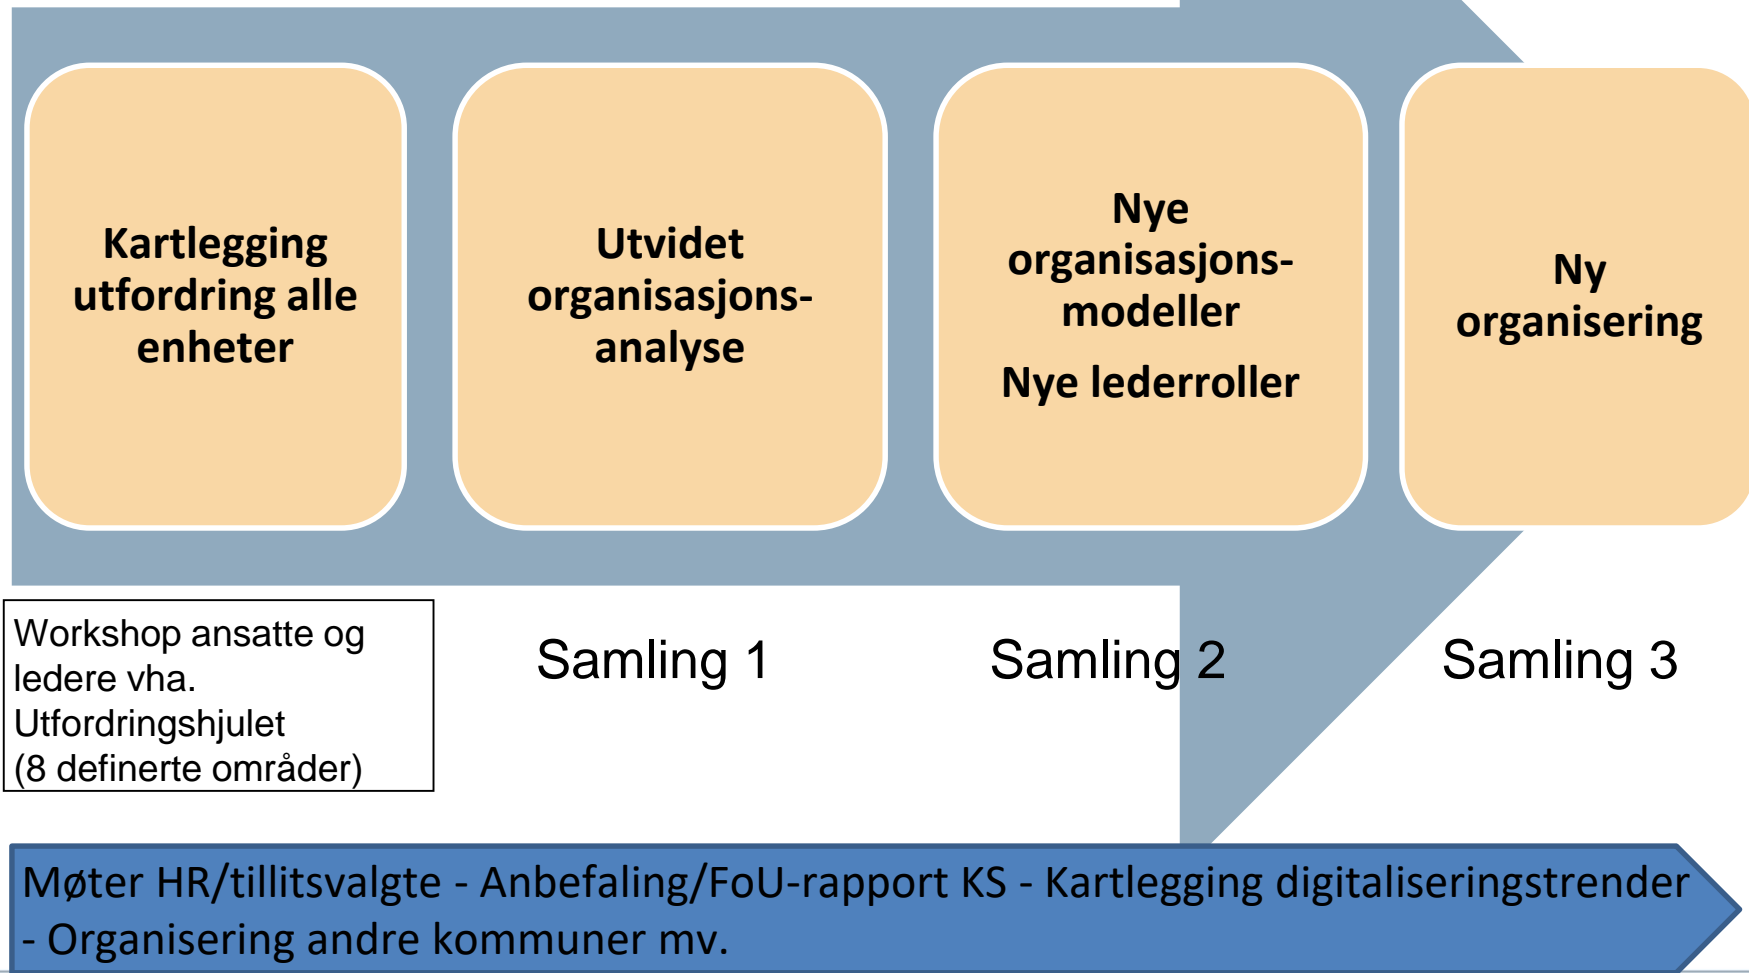 Kartlegging
utfordring alle
enheter
Utvidet
organisasjons-
analyse
Nye
organisasjons-
modeller
Nye lederroller
Ny
organisering
Workshop ansatte og
ledere vha.
Utfordringshjulet
(8 definerte områder)
Samling 1
Samling 2
Samling 3
Møter HR/tillitsvalgte - Anbefaling/FoU-rapport KS - Kartlegging digitaliseringstrender
- Organisering andre kommuner mv.